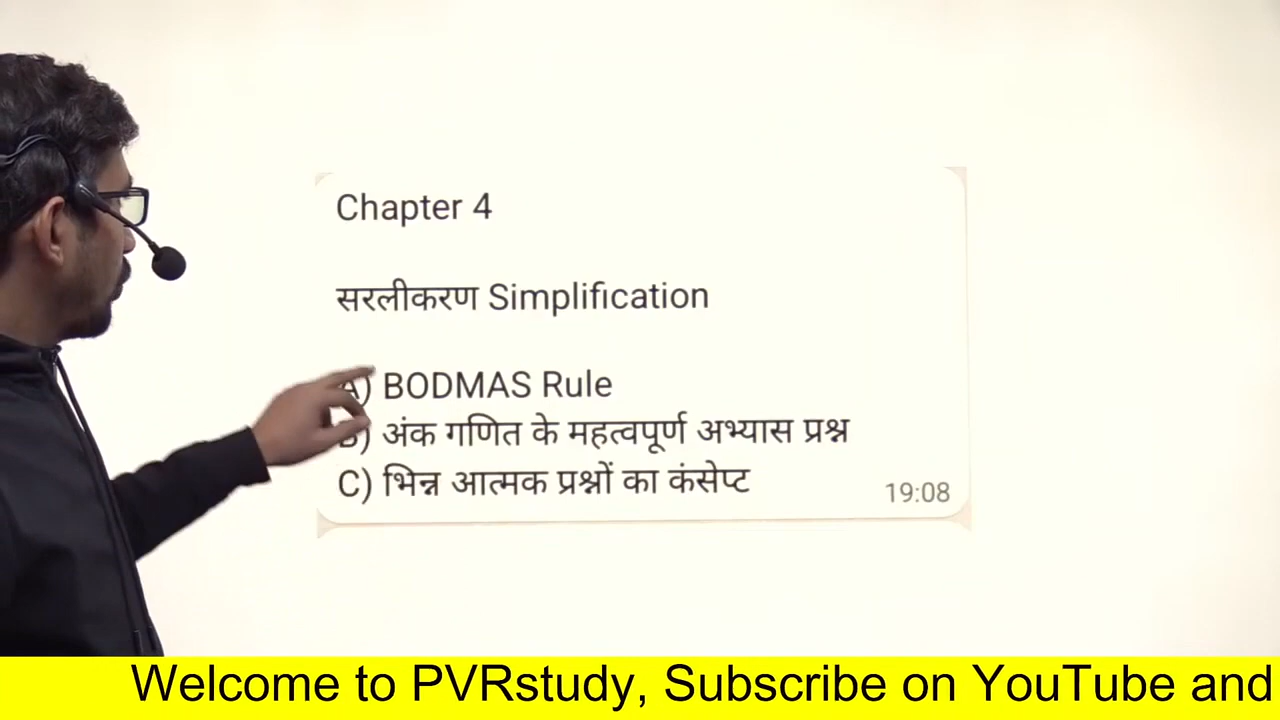 Chapter 4
सरलीकरण Simplification
A) BODMAS Rule
B) अंक गणित के महत्वपूर्ण अभ्यास प्रश्न
C) भिन्न आत्मक प्रश्नों का कंसेप्ट
19:08
Welcome to PVRstudy, Subscribe on YouTube and